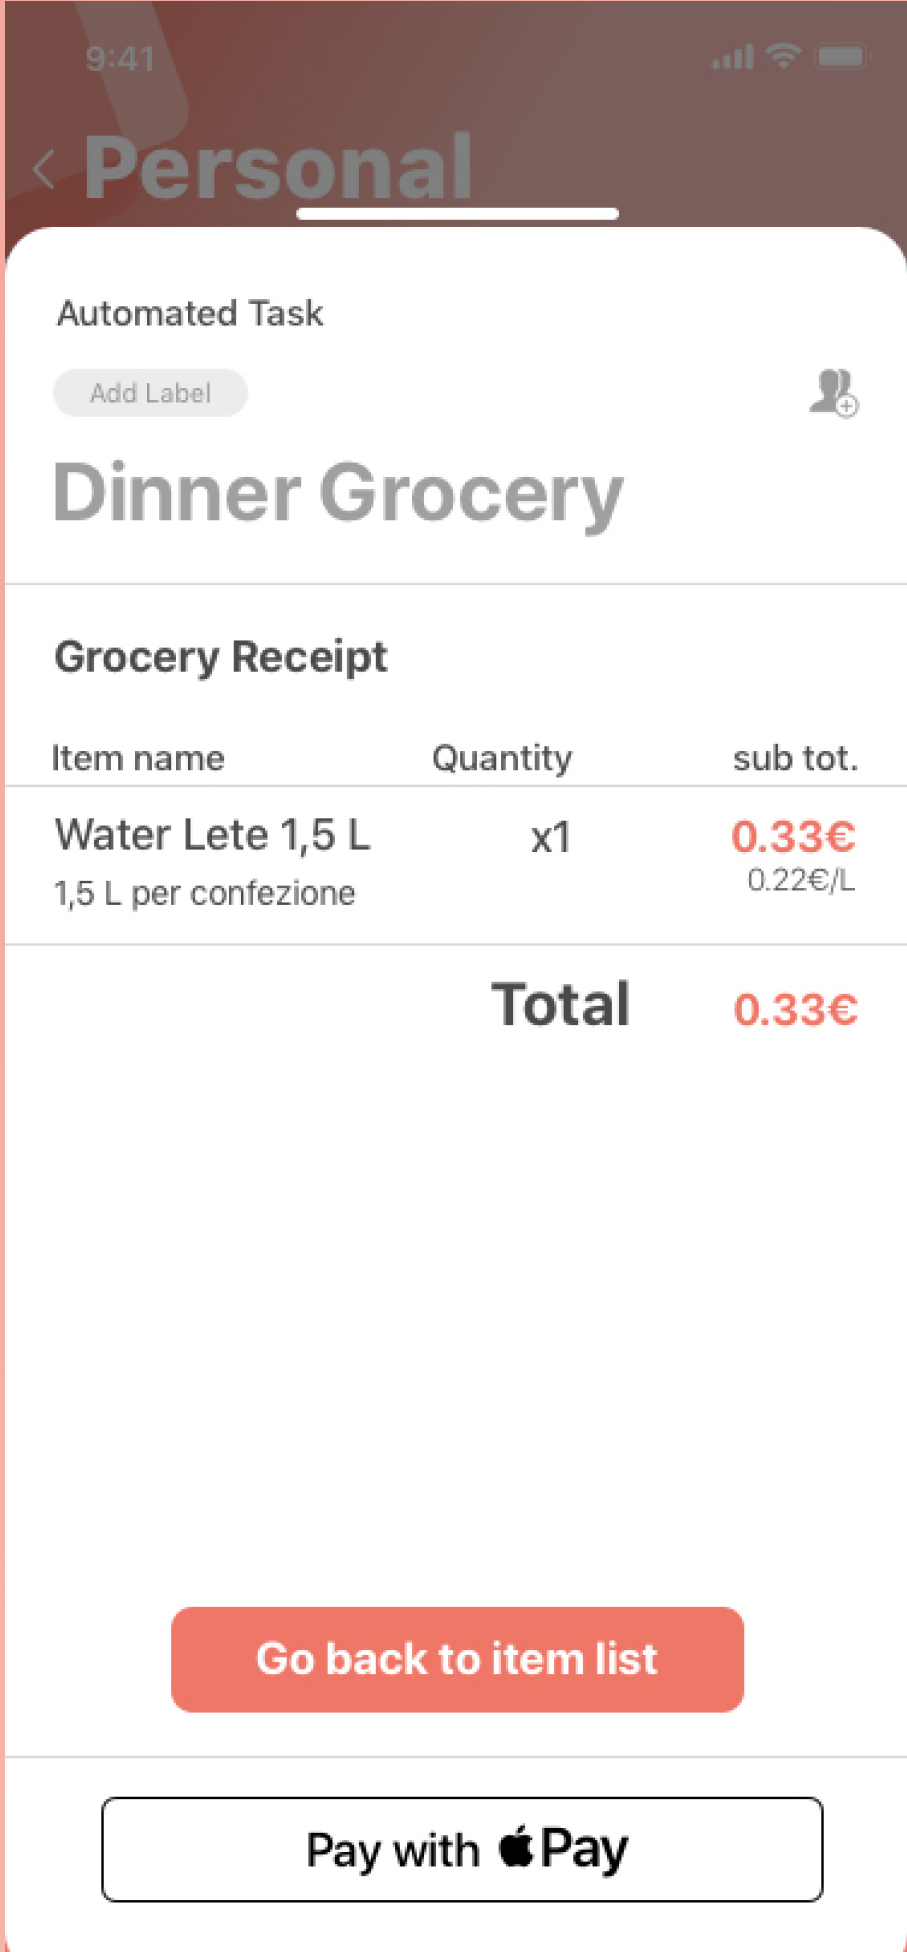 9:41
Personal
Automated Task
Add Label
Dinner Grocery
Grocery Receipt
Item name Quantity sub tot.
Water Lete 1,5 L x1 0.33€
1,5 L per confezione 0.22€/L
Total 0.33€
Go back to item list
Pay with Pay